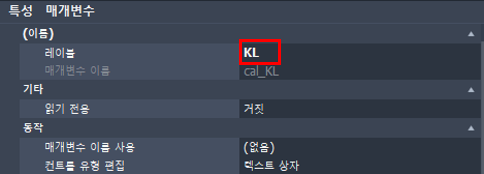 특성 매개변수
(이름)
레이블 KL
매개변수 이름 cal_KL
기타
읽기 전용 거짓
동작
매개변수 이름 사용 (없음)
컨트롤 유형 편집 텍스트 상자